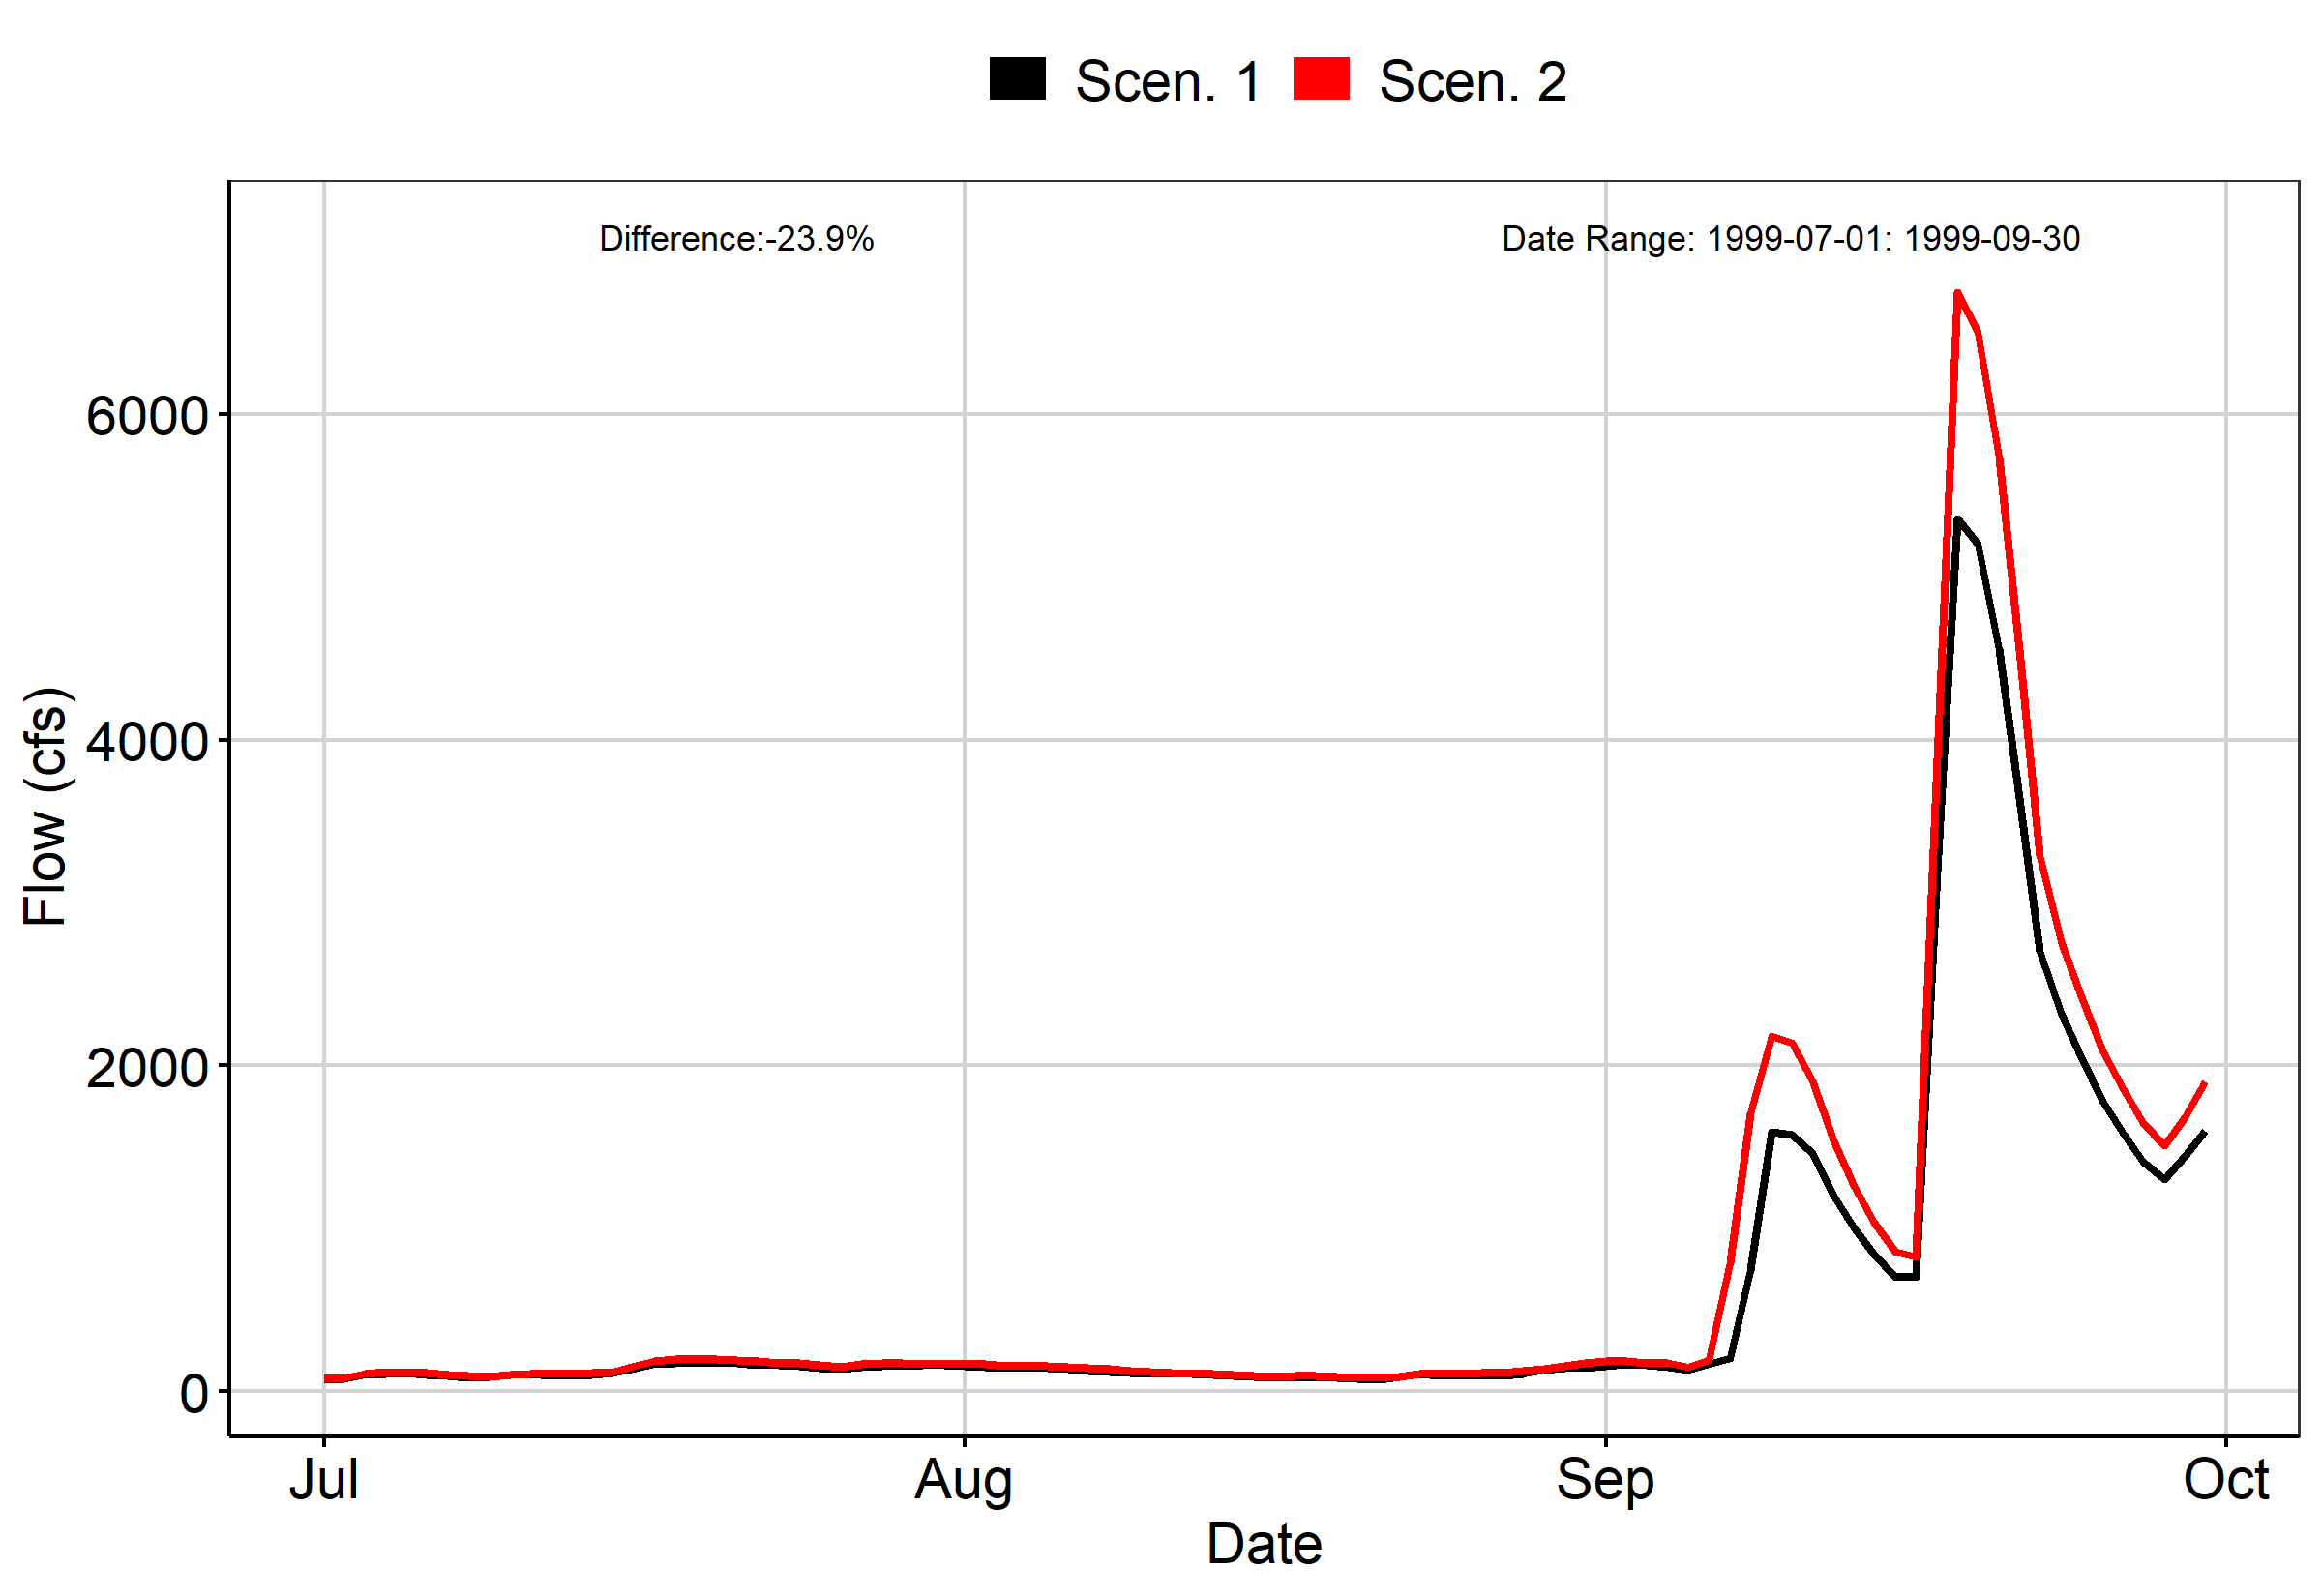 Scen. 1 Scen. 2
Difference:-23.9% Date Range: 1999-07-01: 1999-09-30
6000
4000
2000
0
Flow (cfs)
Jul Aug Sep Oct
Date